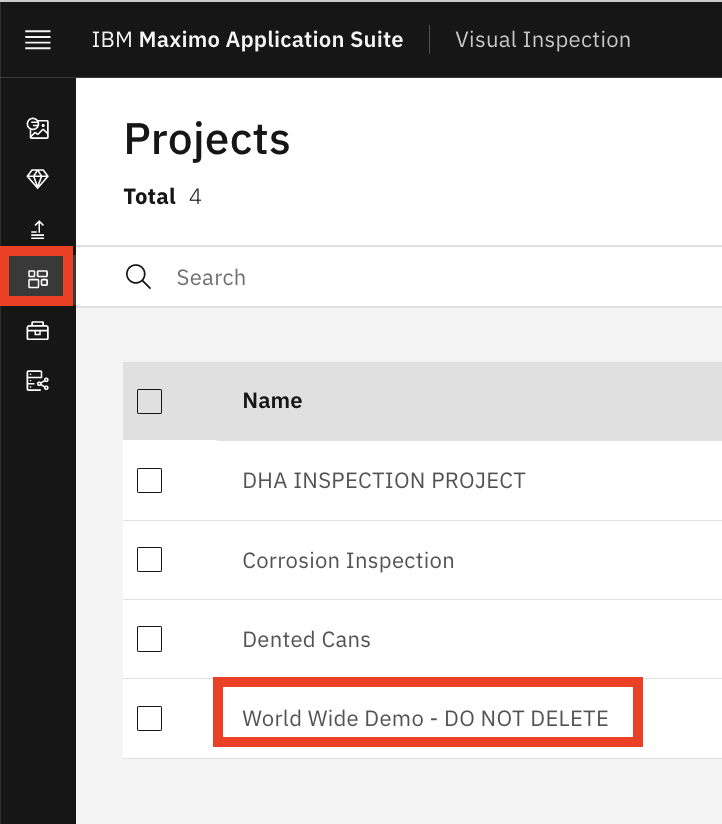 IBM Maximo Application Suite Visual Inspection
Projects
Total 4
Search
Name
DHA INSPECTION PROJECT
Corrosion Inspection
Dented Cans
World Wide Demo - DO NOT DELETE